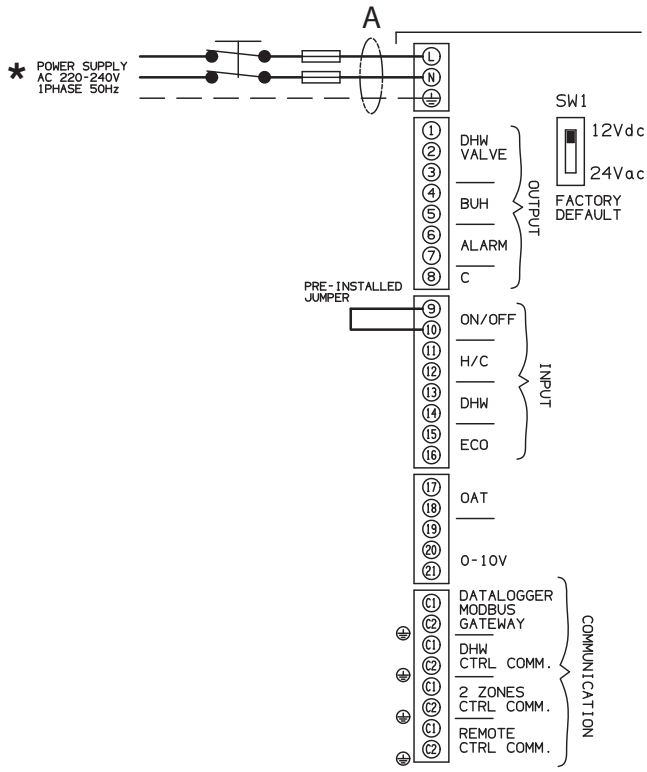 A
* POWER SUPPLY
AC 220-240V
1PHASE 50Hz
L
N
SW1
12Vdc
24Vac
FACTORY
DEFAULT
1
2
3
DHW
VALVE
4
5
BUH
6
7
ALARM
8
C
OUTPUT
PRE-INSTALLED
JUMPER
9
10
ON/OFF
11
12
H/C
13
14
DHW
15
16
ECO
INPUT
17
18
OAT
19
20
21
0-10V
C1
C2
DATALOGGER
MODBUS
GATEWAY
C1
C2
DHW
CTRL COMM.
C1
C2
2 ZONES
CTRL COMM.
C1
C2
REMOTE
CTRL COMM.
COMMUNICATION